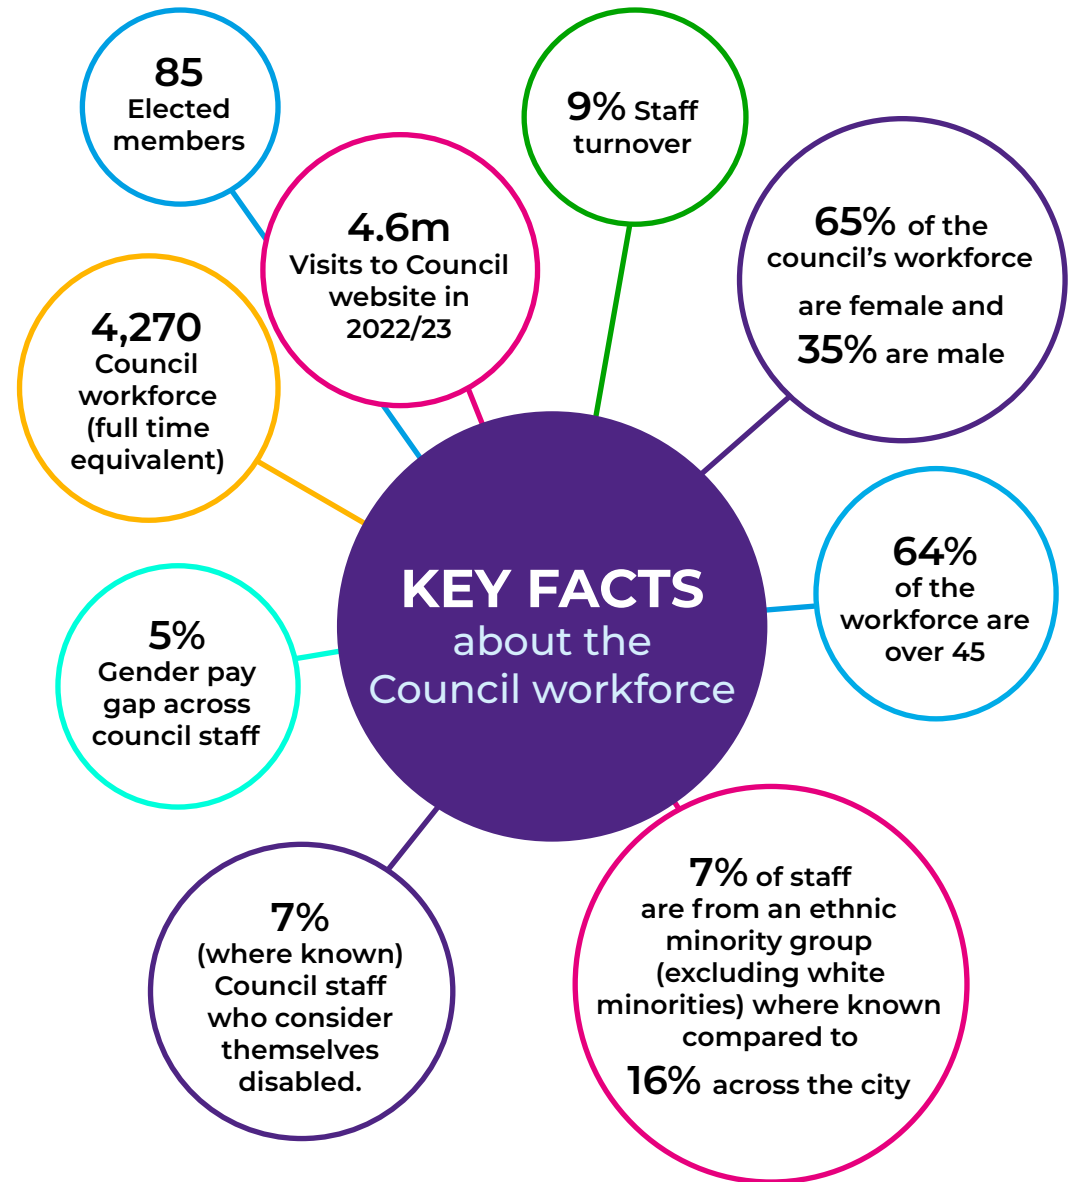 85
Elected
members
9% Staff
turnover
4.6m
Visits to Council
website in
2022/23
65% of the
council’s workforce
are female and
35% are male
4,270
Council
workforce
(full time
equivalent)
KEY FACTS
about the
Council workforce
64%
of the
workforce are
over 45
5%
Gender pay
gap across
council staff
7%
(where known)
Council staff
who consider
themselves
disabled.
7% of staff
are from an ethnic
minority group
(excluding white
minorities) where known
compared to
16% across the city